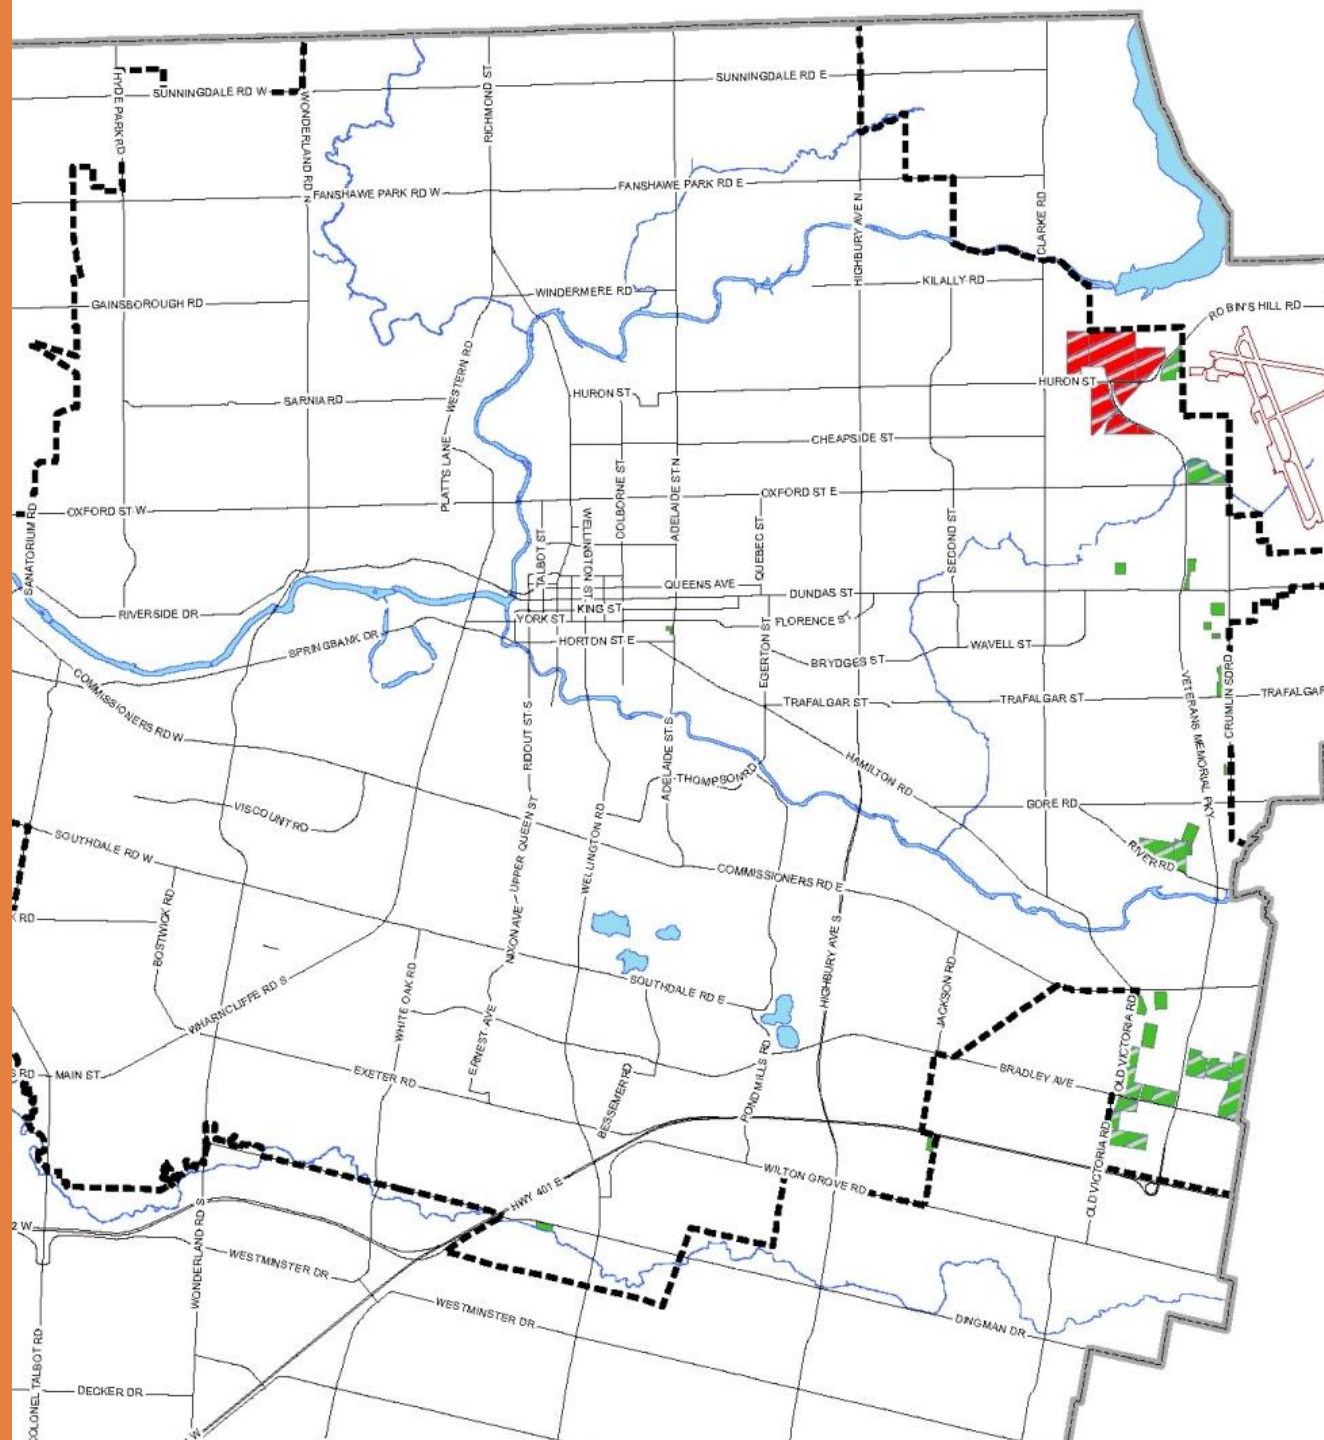 HYDE PARK RD
SUNNINGDALE RD W
WONDERLAND RD N
RICHMOND ST
SUNNINGDALE RD E
FANSHAWE PARK RD W
FANSHAWE PARK RD E
HIGHBURY AVE N
CLARKE RD
GAINSBOROUGH RD
WINDERMERE RD
KILALLY RD
ROBIN'S HILL RD
WESTERN RD
SARNIA RD
HURON ST
HURON ST
PLATT'S LANE
CHEAPSIDE ST
SANATORIUM RD
OXFORD ST W
TALBOT ST
WELLINGTON ST
COLBORNE ST
ADELAIDE ST N
OXFORD ST E
QUEBEC ST
SECOND ST
RIVERSIDE DR
QUEENS AVE
DUNDAS ST
KING ST
YORK ST
FLORENCE ST
SPRINGBANK DR
HORTON ST E
EGERTON ST
BRYDGES ST
WAVELL ST
COMMISSIONERS RD W
TRAFALGAR ST
TRAFALGAR ST
TRAFALGAR
VETERANS MEMORIAL PKY
CRUMLIN SDRD
RIDOUT ST S
ADELAIDE ST S
THOMPSON RD
HAMILTON RD
GORE RD
VISCOUNT RD
UPPER QUEEN ST
WELLINGTON RD
SOUTHDALE RD W
COMMISSIONERS RD E
RIVER RD
RD
BOSTWICK RD
NIXON AVE
HIGHBURY AVE S
WHARNCLIFFE RD S
WHITE OAK RD
SOUTHDALE RD E
JACKSON RD
OLD VICTORIA RD
ERNEST AVE
S RD
MAIN ST
EXETER RD
BESSEMER RD
POND MILLS RD
BRADLEY AVE
OLD VICTORIA RD
WILTON GROVE RD
HWY 401 E
2 W
WONDERLAND RD S
WESTMINSTER DR
WESTMINSTER DR
DINGMAN DR
COLONEL TALBOT RD
DECKER DR
W